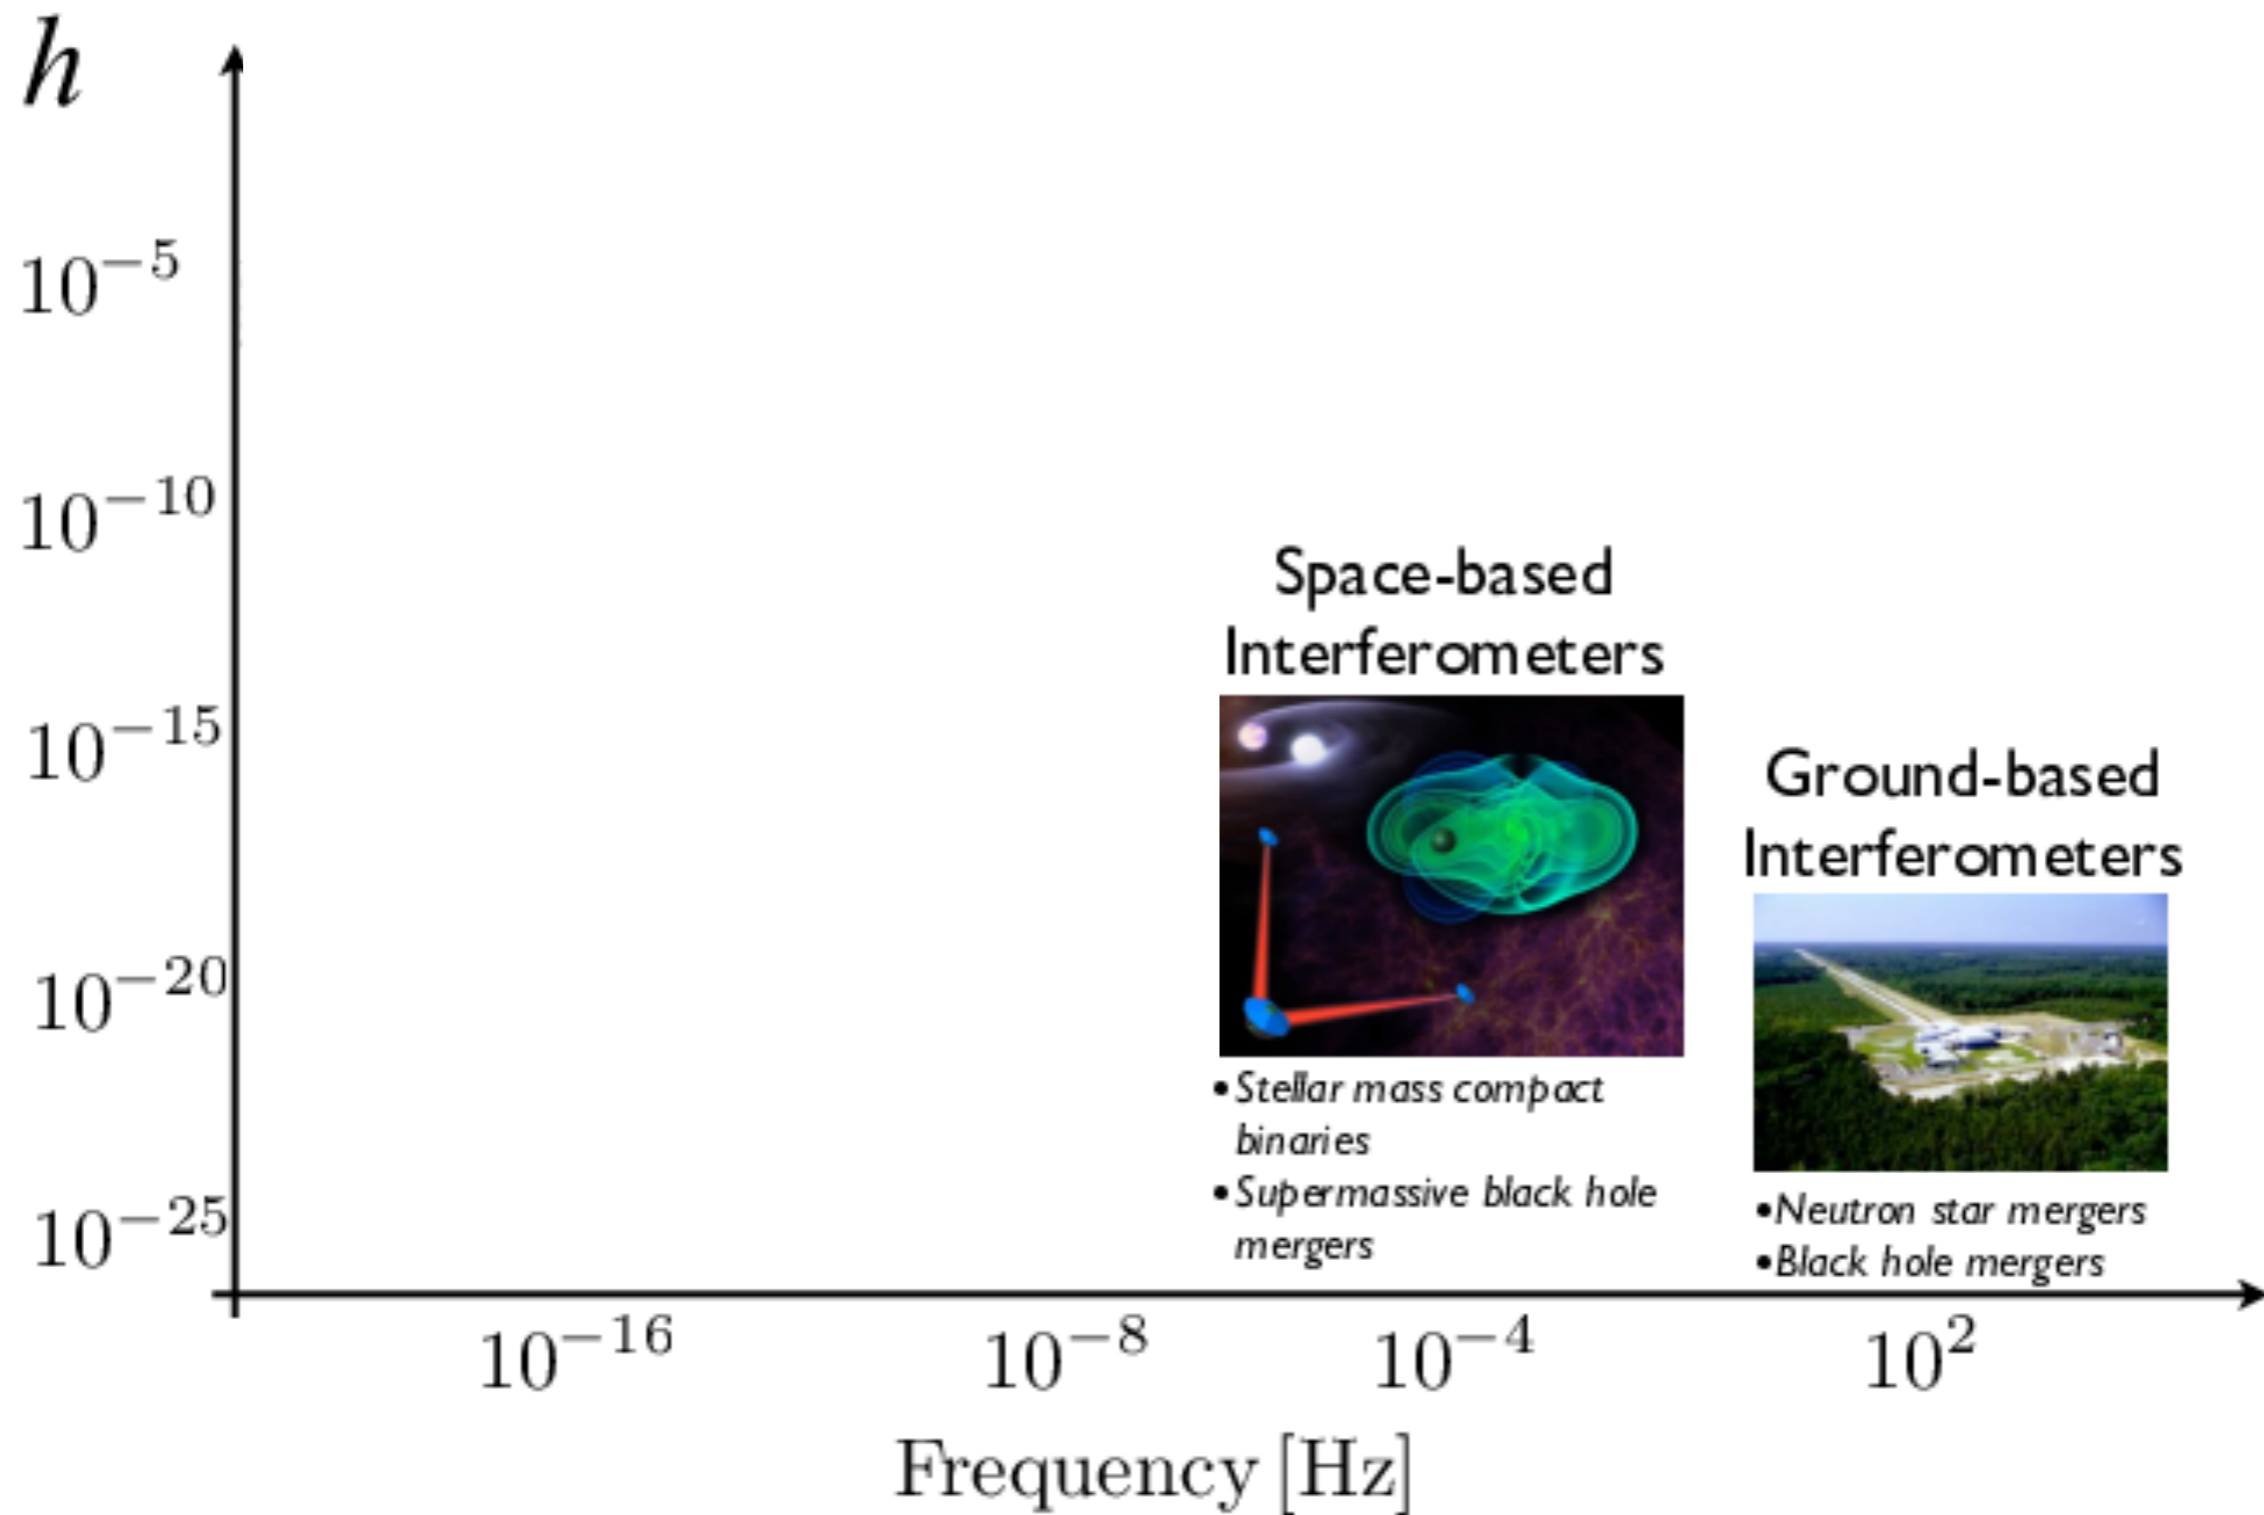 h
10⁻⁵
10⁻¹⁰
10⁻¹⁵
10⁻²⁰
10⁻²⁵
Space-based
Interferometers
•Stellar mass compact
binaries
•Supermassive black hole
mergers
Ground-based
Interferometers
•Neutron star mergers
•Black hole mergers
10⁻¹⁶ 10⁻⁸ 10⁻⁴ 10²
Frequency [Hz]